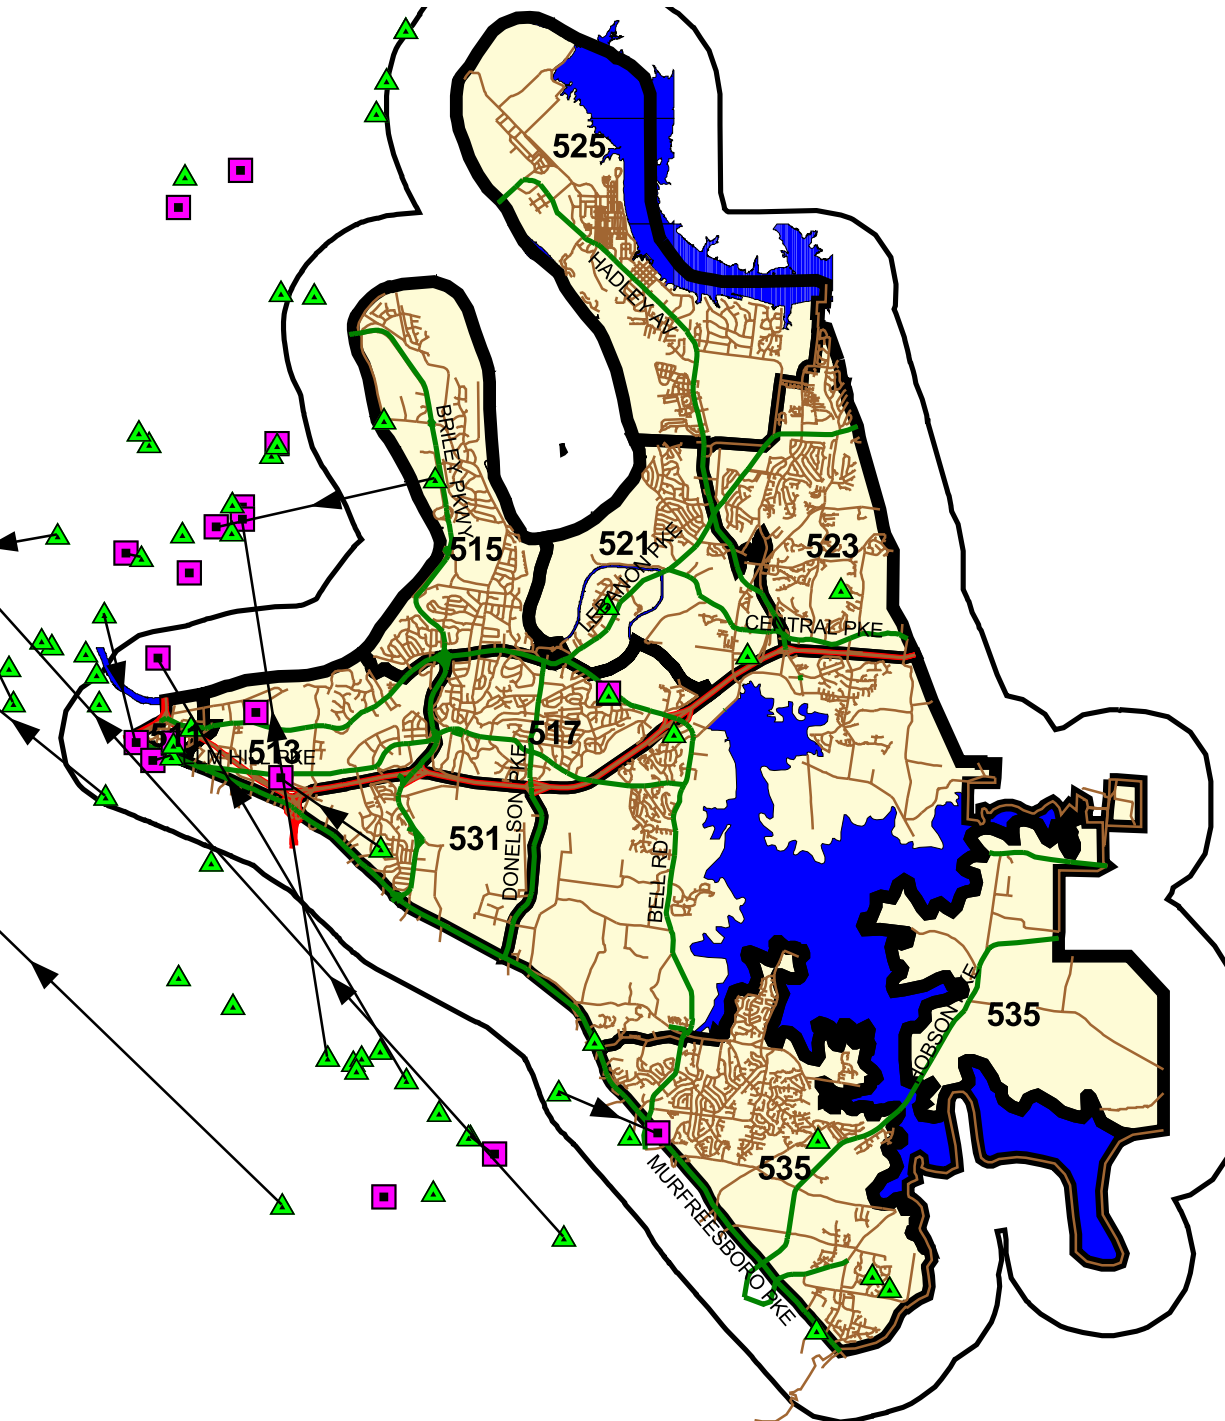 525
HADLEY AV
BRILEY PKWY
515
521
LEBANON PKE
523
CENTRAL PKE
517
511
513
ELM HILL PKE
531
DONELSON PKE
BELL RD
HOBSON PKE
535
535
MURFREESBORO PKE